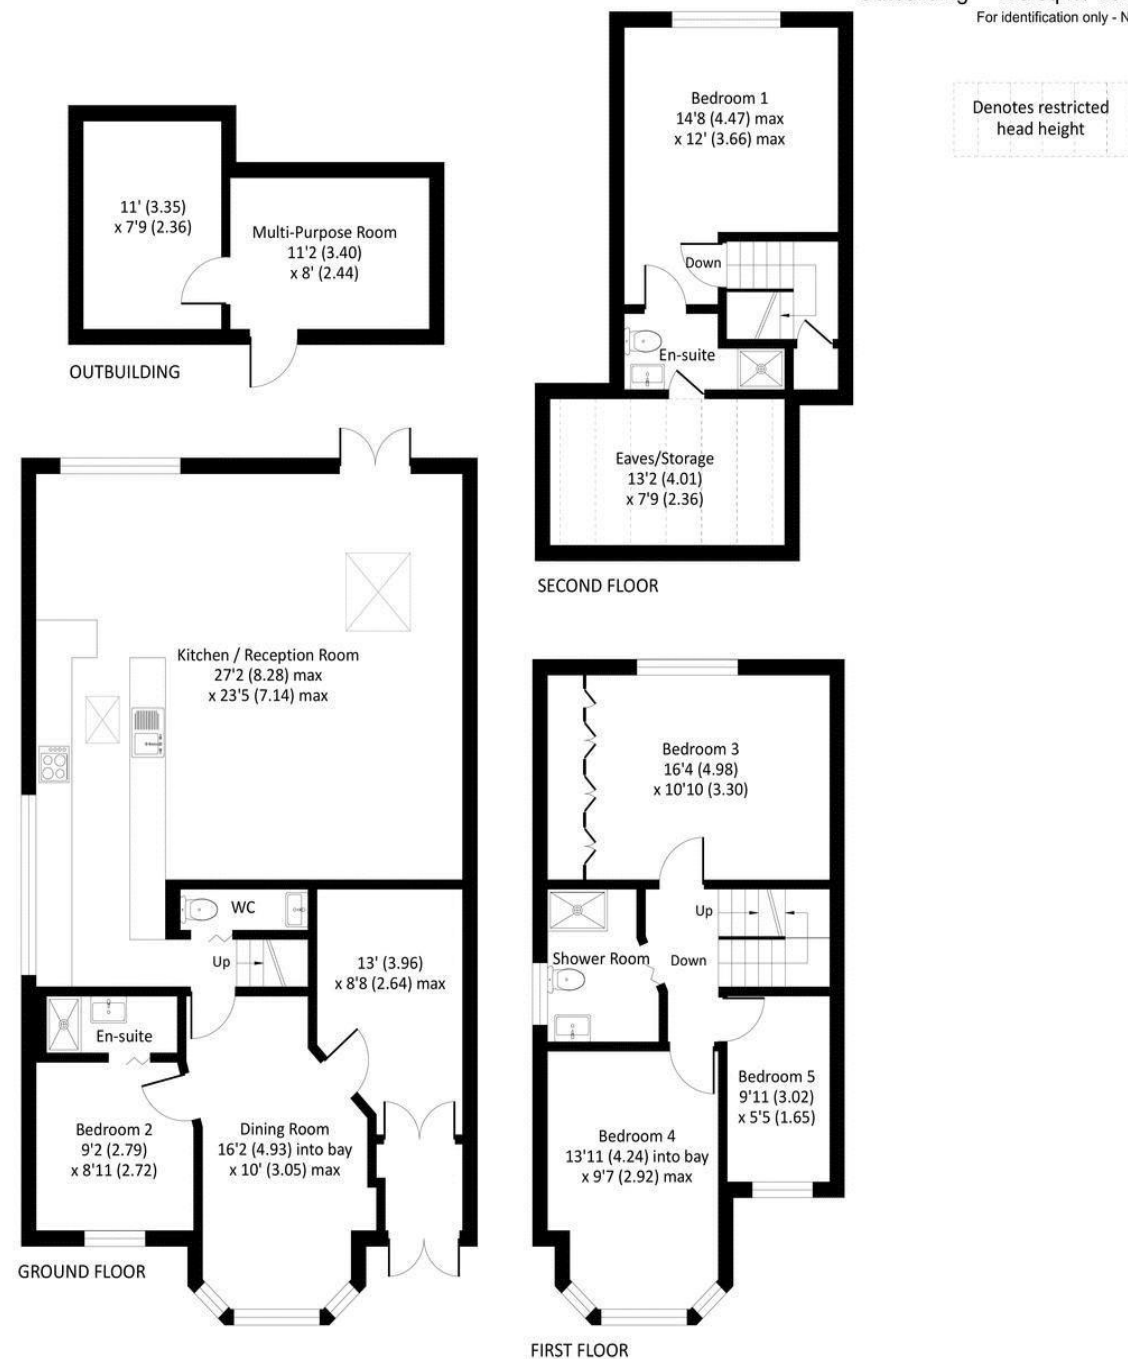 For identification only - N
Denotes restricted
head height
Bedroom 1
14'8 (4.47) max
x 12' (3.66) max
Down
En-suite
Eaves/Storage
13'2 (4.01)
x 7'9 (2.36)
SECOND FLOOR
11' (3.35)
x 7'9 (2.36)
Multi-Purpose Room
11'2 (3.40)
x 8' (2.44)
OUTBUILDING
Kitchen / Reception Room
27'2 (8.28) max
x 23'5 (7.14) max
WC
Up
13' (3.96)
x 8'8 (2.64) max
En-suite
Bedroom 2
9'2 (2.79)
x 8'11 (2.72)
Dining Room
16'2 (4.93) into bay
x 10' (3.05) max
GROUND FLOOR
Bedroom 3
16'4 (4.98)
x 10'10 (3.30)
Up
Shower Room
Down
Bedroom 5
9'11 (3.02)
x 5'5 (1.65)
Bedroom 4
13'11 (4.24) into bay
x 9'7 (2.92) max
FIRST FLOOR